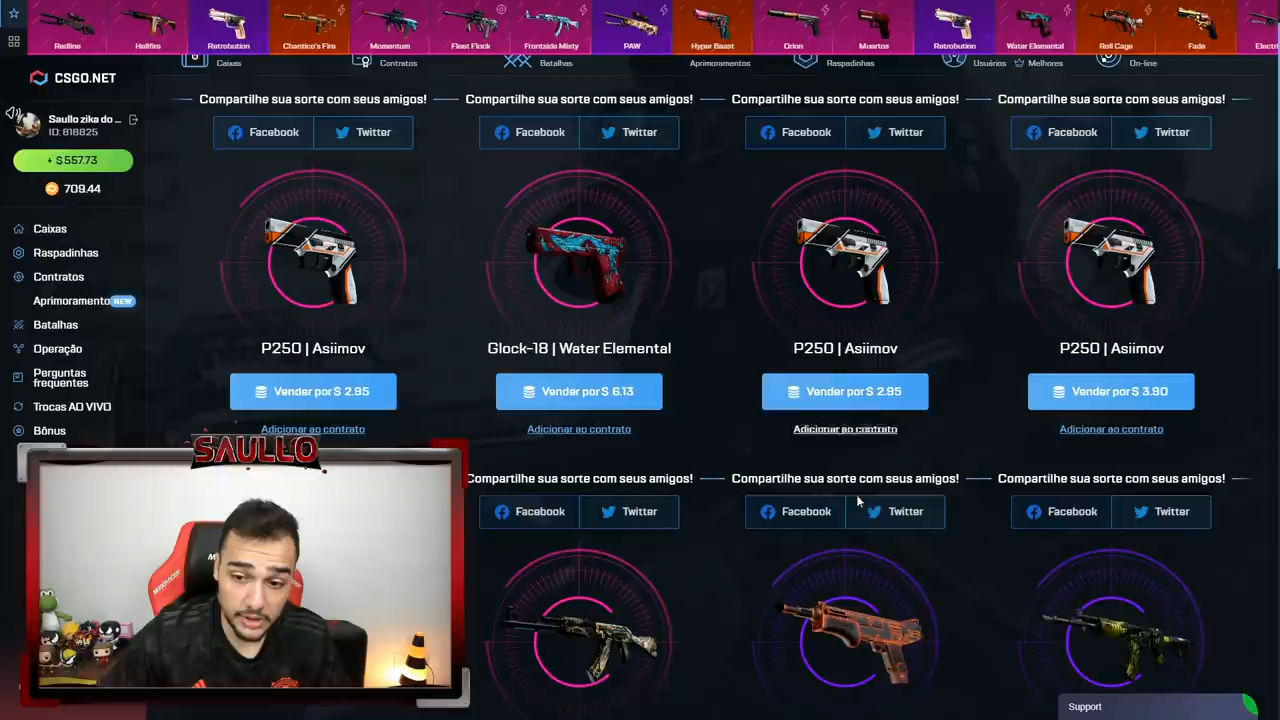 Redline
Hellfire
Retrobution
Chantico's Fire
Momentum
Fleet Flock
Frontside Misty
PAW
Hyper Beast
Orion
Muertos
Retrobution
Water Elemental
Roll Cage
Fade
Electro
CSGO.NET
Caixas
Contratos
Batalhas
Aprimoramentos
Raspadinhas
Usuários
Melhores
On-line
Saullo zika do ...
ID: 818825
+ $ 557.73
709.44
Caixas
Raspadinhas
Contratos
Aprimoramento NEW
Batalhas
Operação
Perguntas
frequentes
Trocas AO VIVO
Bônus
Compartilhe sua sorte com seus amigos!
Facebook
Twitter
P250 | Asiimov
Vender por $ 2.95
Adicionar ao contrato
Compartilhe sua sorte com seus amigos!
Facebook
Twitter
Glock-18 | Water Elemental
Vender por $ 6.13
Adicionar ao contrato
Compartilhe sua sorte com seus amigos!
Facebook
Twitter
P250 | Asiimov
Vender por $ 2.95
Adicionar ao contrato
Compartilhe sua sorte com seus amigos!
Facebook
Twitter
P250 | Asiimov
Vender por $ 3.90
Adicionar ao contrato
SAULLO
Compartilhe sua sorte com seus amigos!
Facebook
Twitter
Compartilhe sua sorte com seus amigos!
Facebook
Twitter
Compartilhe sua sorte com seus amigos!
Facebook
Twitter
Support